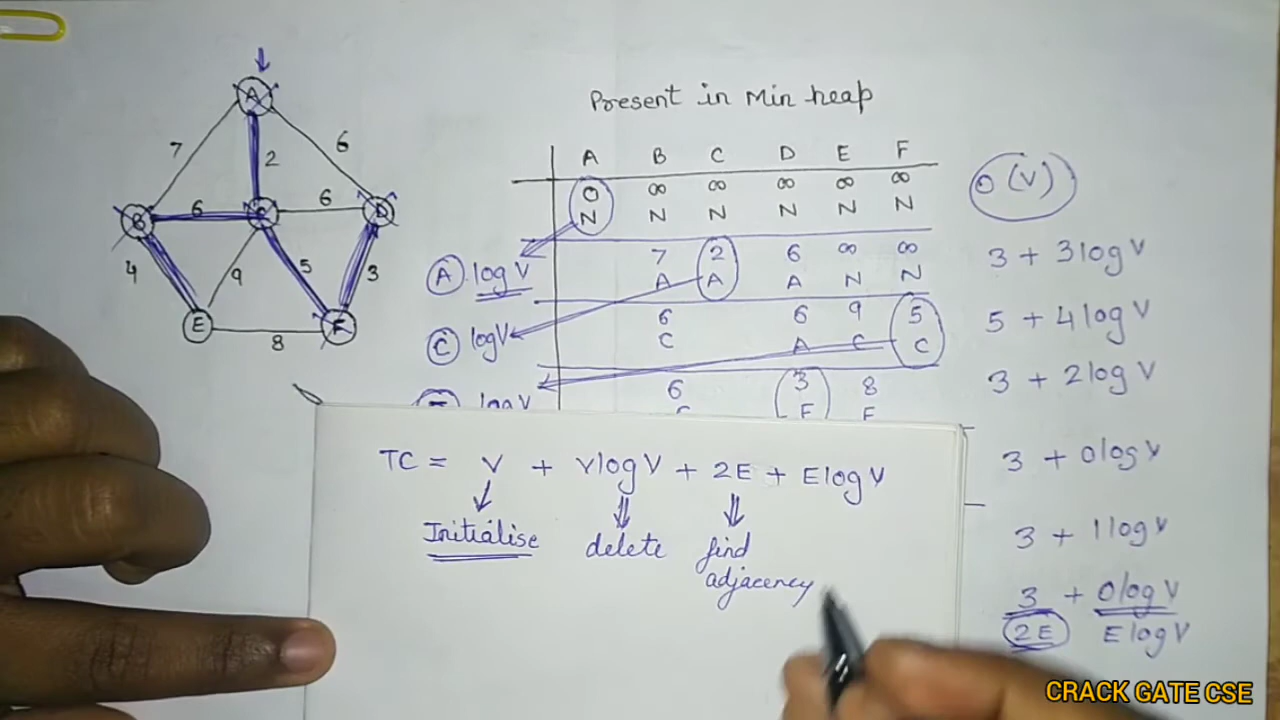 Present in Min heap
A
7
2
6
B
6
C
6
D
4
9
5
3
E
8
F
A B C D E F
0 ∞ ∞ ∞ ∞ ∞
N N N N N N
A log V
7 2 6 ∞ ∞
A A A N N
C log V
6 6 9 5
C A C C
log V
6 3 8
F F
O(V)
3 + 3 log V
5 + 4 log V
3 + 2 log V
3 + 0 log V
3 + 1 log V
3 + 0 log V
2E E log V
TC = V + V log V + 2E + E log V
Initialise delete find
adjacency
CRACK GATE CSE